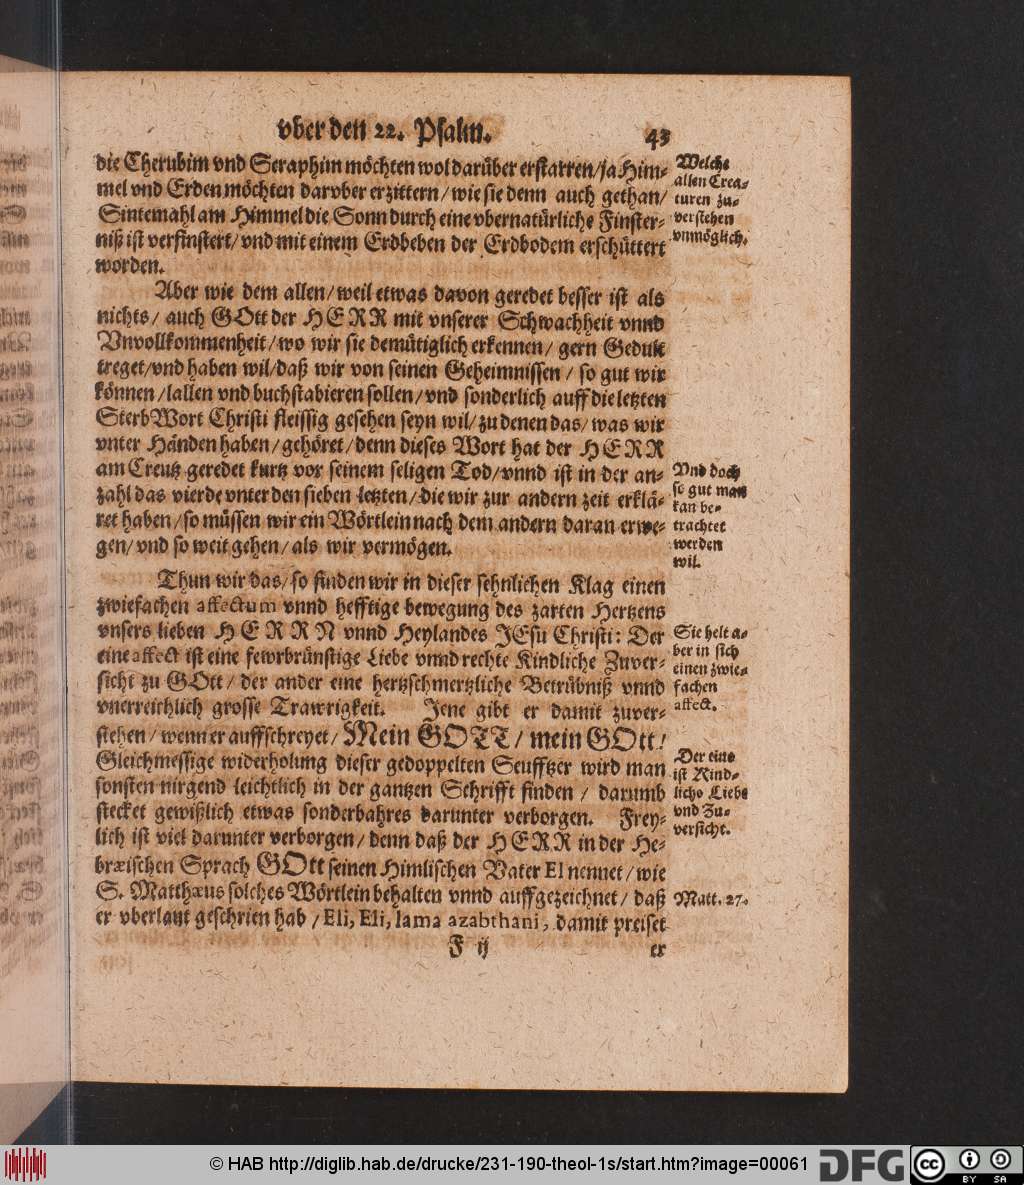 vber den 22. Psalm. 43
die Cherubim vnd Seraphim möchten wol darüber erstarren/ja Him-
mel vnd Erden möchten darvber erzittern/wie sie denn auch gethan/
Sintemahl am Himmel die Sonn durch eine vbernatürliche Finster-
niß ist verfinstert/vnd mit einem Erdbeben der Erdbodem erschüttert
worden.
Welchs
allen Crea-
turen zu-
verstehen
vnmöglich.
Aber wie dem allen/weil etwas davon geredet besser ist als
nichts/ auch GOtt der HERR mit vnserer Schwachheit vnnd
Vnvollkommenheit/wo wir sie demütiglich erkennen/ gern Gedult
treget/vnd haben wil/daß wir von seinen Geheimnissen/ so gut wir
können/lallen vnd buchstabieren sollen/vnd sonderlich auff die letzten
SterbWort Christi fleissig gesehen seyn wil/zu denen das/was wir
vnter Händen haben/gehöret/denn dieses Wort hat der HERR
am Creutz geredet kurtz vor seinem seligen Tod/vnnd ist in der an-
zahl das vierde vnter den sieben letzten/die wir zur andern zeit erklä-
ret haben/so müssen wir ein Wörtlein nach dem andern daran erwe-
gen/vnd so weit gehen/als wir vermögen.
Vnd doch
so gut man
kan be-
trachtet
werden
wil.
Thun wir das/so finden wir in dieser sehnlichen Klag einen
zwiefachen affectum vnnd hefftige bewegung des zarten Hertzens
vnsers lieben HERRN vnnd Heylandes JEsu Christi: Der
eine affect ist eine fewrbrünstige Liebe vnnd rechte Kindliche Zuver-
sicht zu GOtt/ der ander eine hertzschmertzliche Betrübniß vnnd
vnerreichlich grosse Trawrigkeit. Jene gibt er damit zuver-
stehen/wenn er auffschreyet/Mein GOTT/mein GOtt!
Gleichmessige widerholung dieser gedoppelten Seufftzer wird man
sonsten nirgend leichtlich in der gantzen Schrifft finden/ darumb
stecket gewißlich etwas sonderbahres darunter verborgen. Frey-
lich ist viel darunter verborgen/denn daß der HERR in der He-
bræischen Sprach GOtt seinen Himlischen Vater El nennet/wie
S. Matthæus solches Wörtlein behalten vnnd auffgezeichnet/ daß
er vberlaut geschrien hab/Eli, Eli, lama azabthani, damit preiset
Sie helt a-
ber in sich
einen zwie-
fachen
affect.
Der eine
ist Kind-
liche Liebe
vnd Zu-
versicht.
Matt. 27.
F ij
er
© HAB http://diglib.hab.de/drucke/231-190-theol-1s/start.htm?image=00061
DFG
cc
BY SA